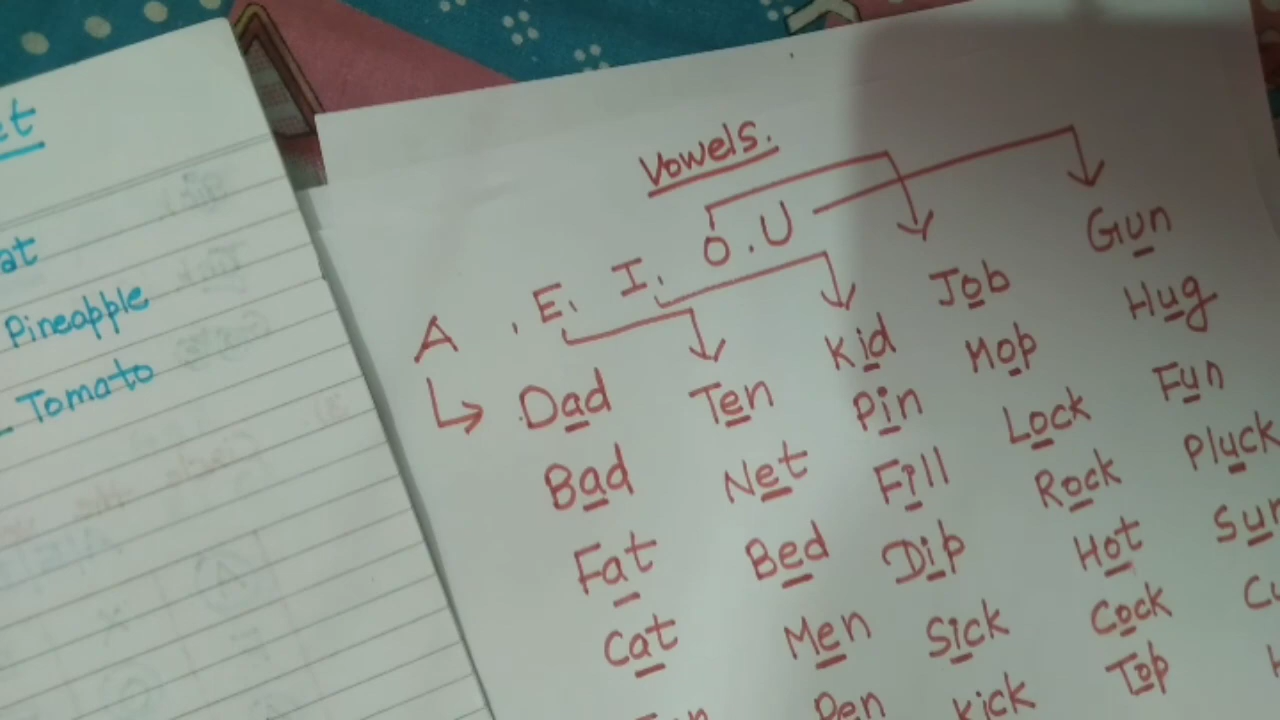 at
Pineapple
Tomato
Vowels.
A , E, I, O . U
Dad Ten Kid Job Gun
Bad Net Pin Mop Hug
Fat Bed Fill Lock Fun
Cat Men Dip Rock Pluck
Sick Hot
Kick Cock
Top